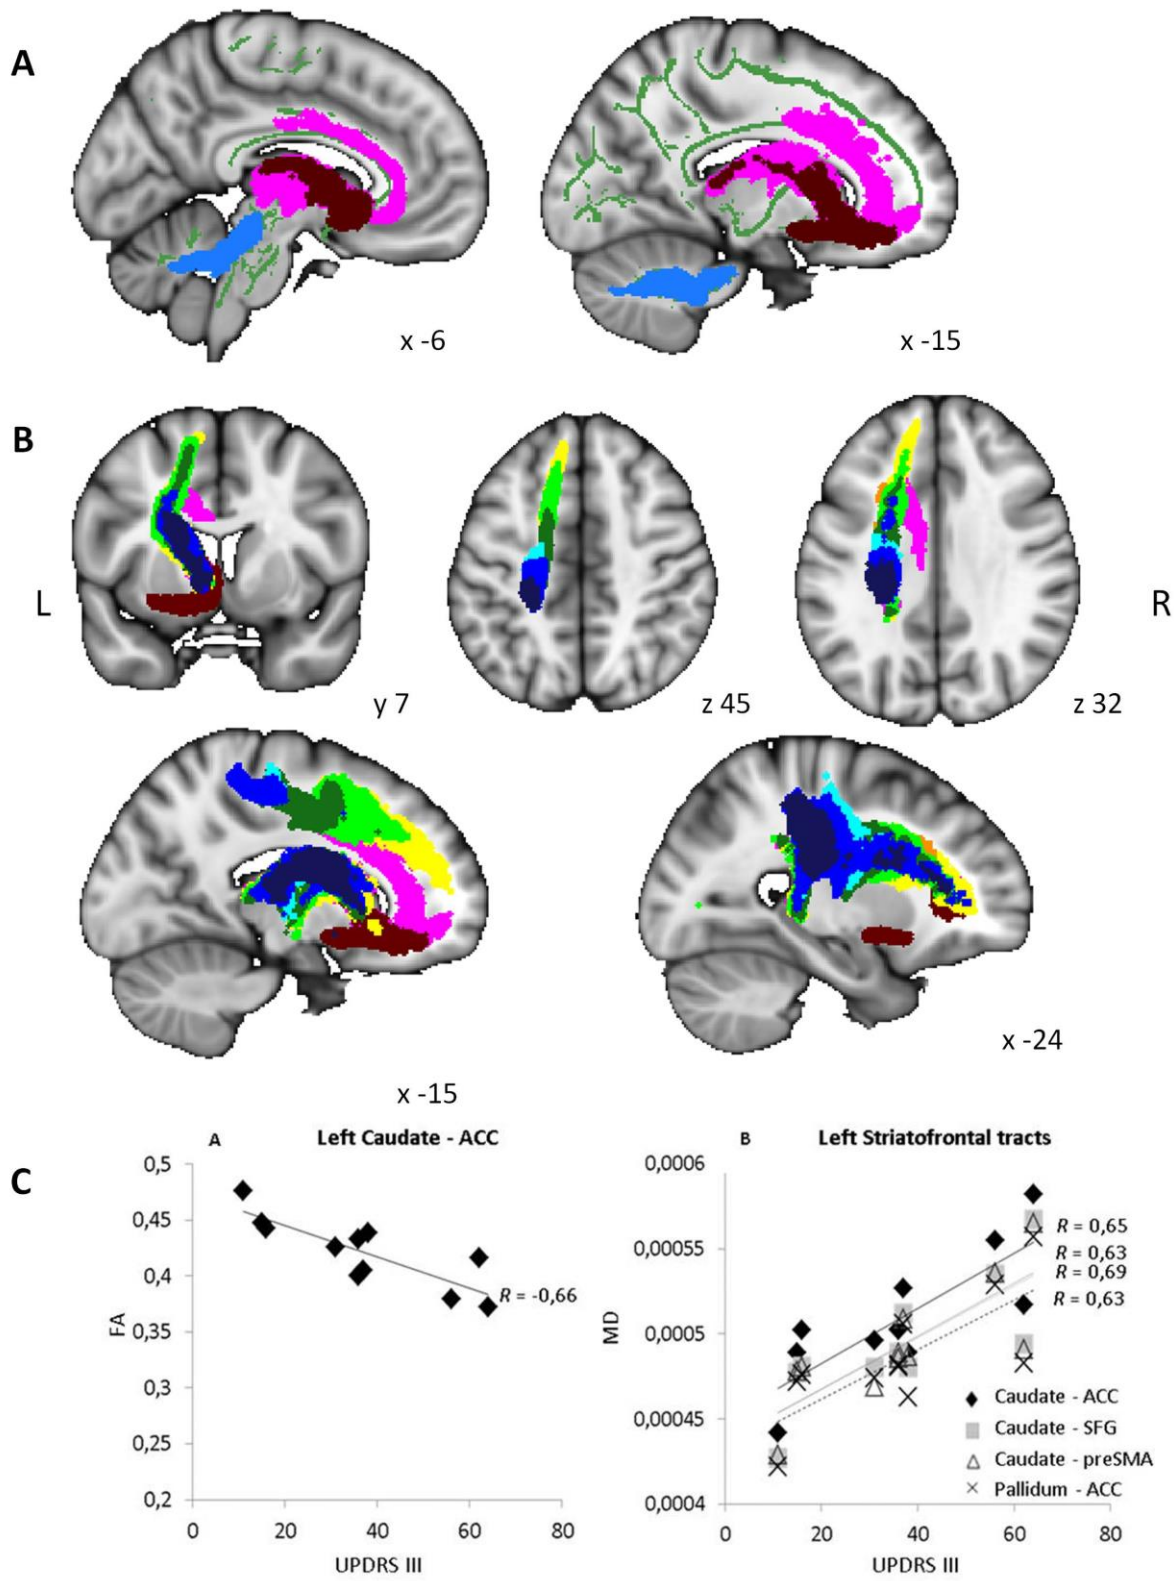 A
x -6
x -15
B
L
R
y 7
z 45
z 32
x -15
x -24
C
A
Left Caudate - ACC
FA
0,5
0,45
0,4
0,35
0,3
0,25
0,2
R = -0,66
0
20
40
60
80
UPDRS III
B
Left Striatofrontal tracts
MD
0,0006
0,00055
0,0005
0,00045
0,0004
R = 0,65
R = 0,63
R = 0,69
R = 0,63
Caudate - ACC
Caudate - SFG
Caudate - preSMA
Pallidum - ACC
0
20
40
60
80
UPDRS III